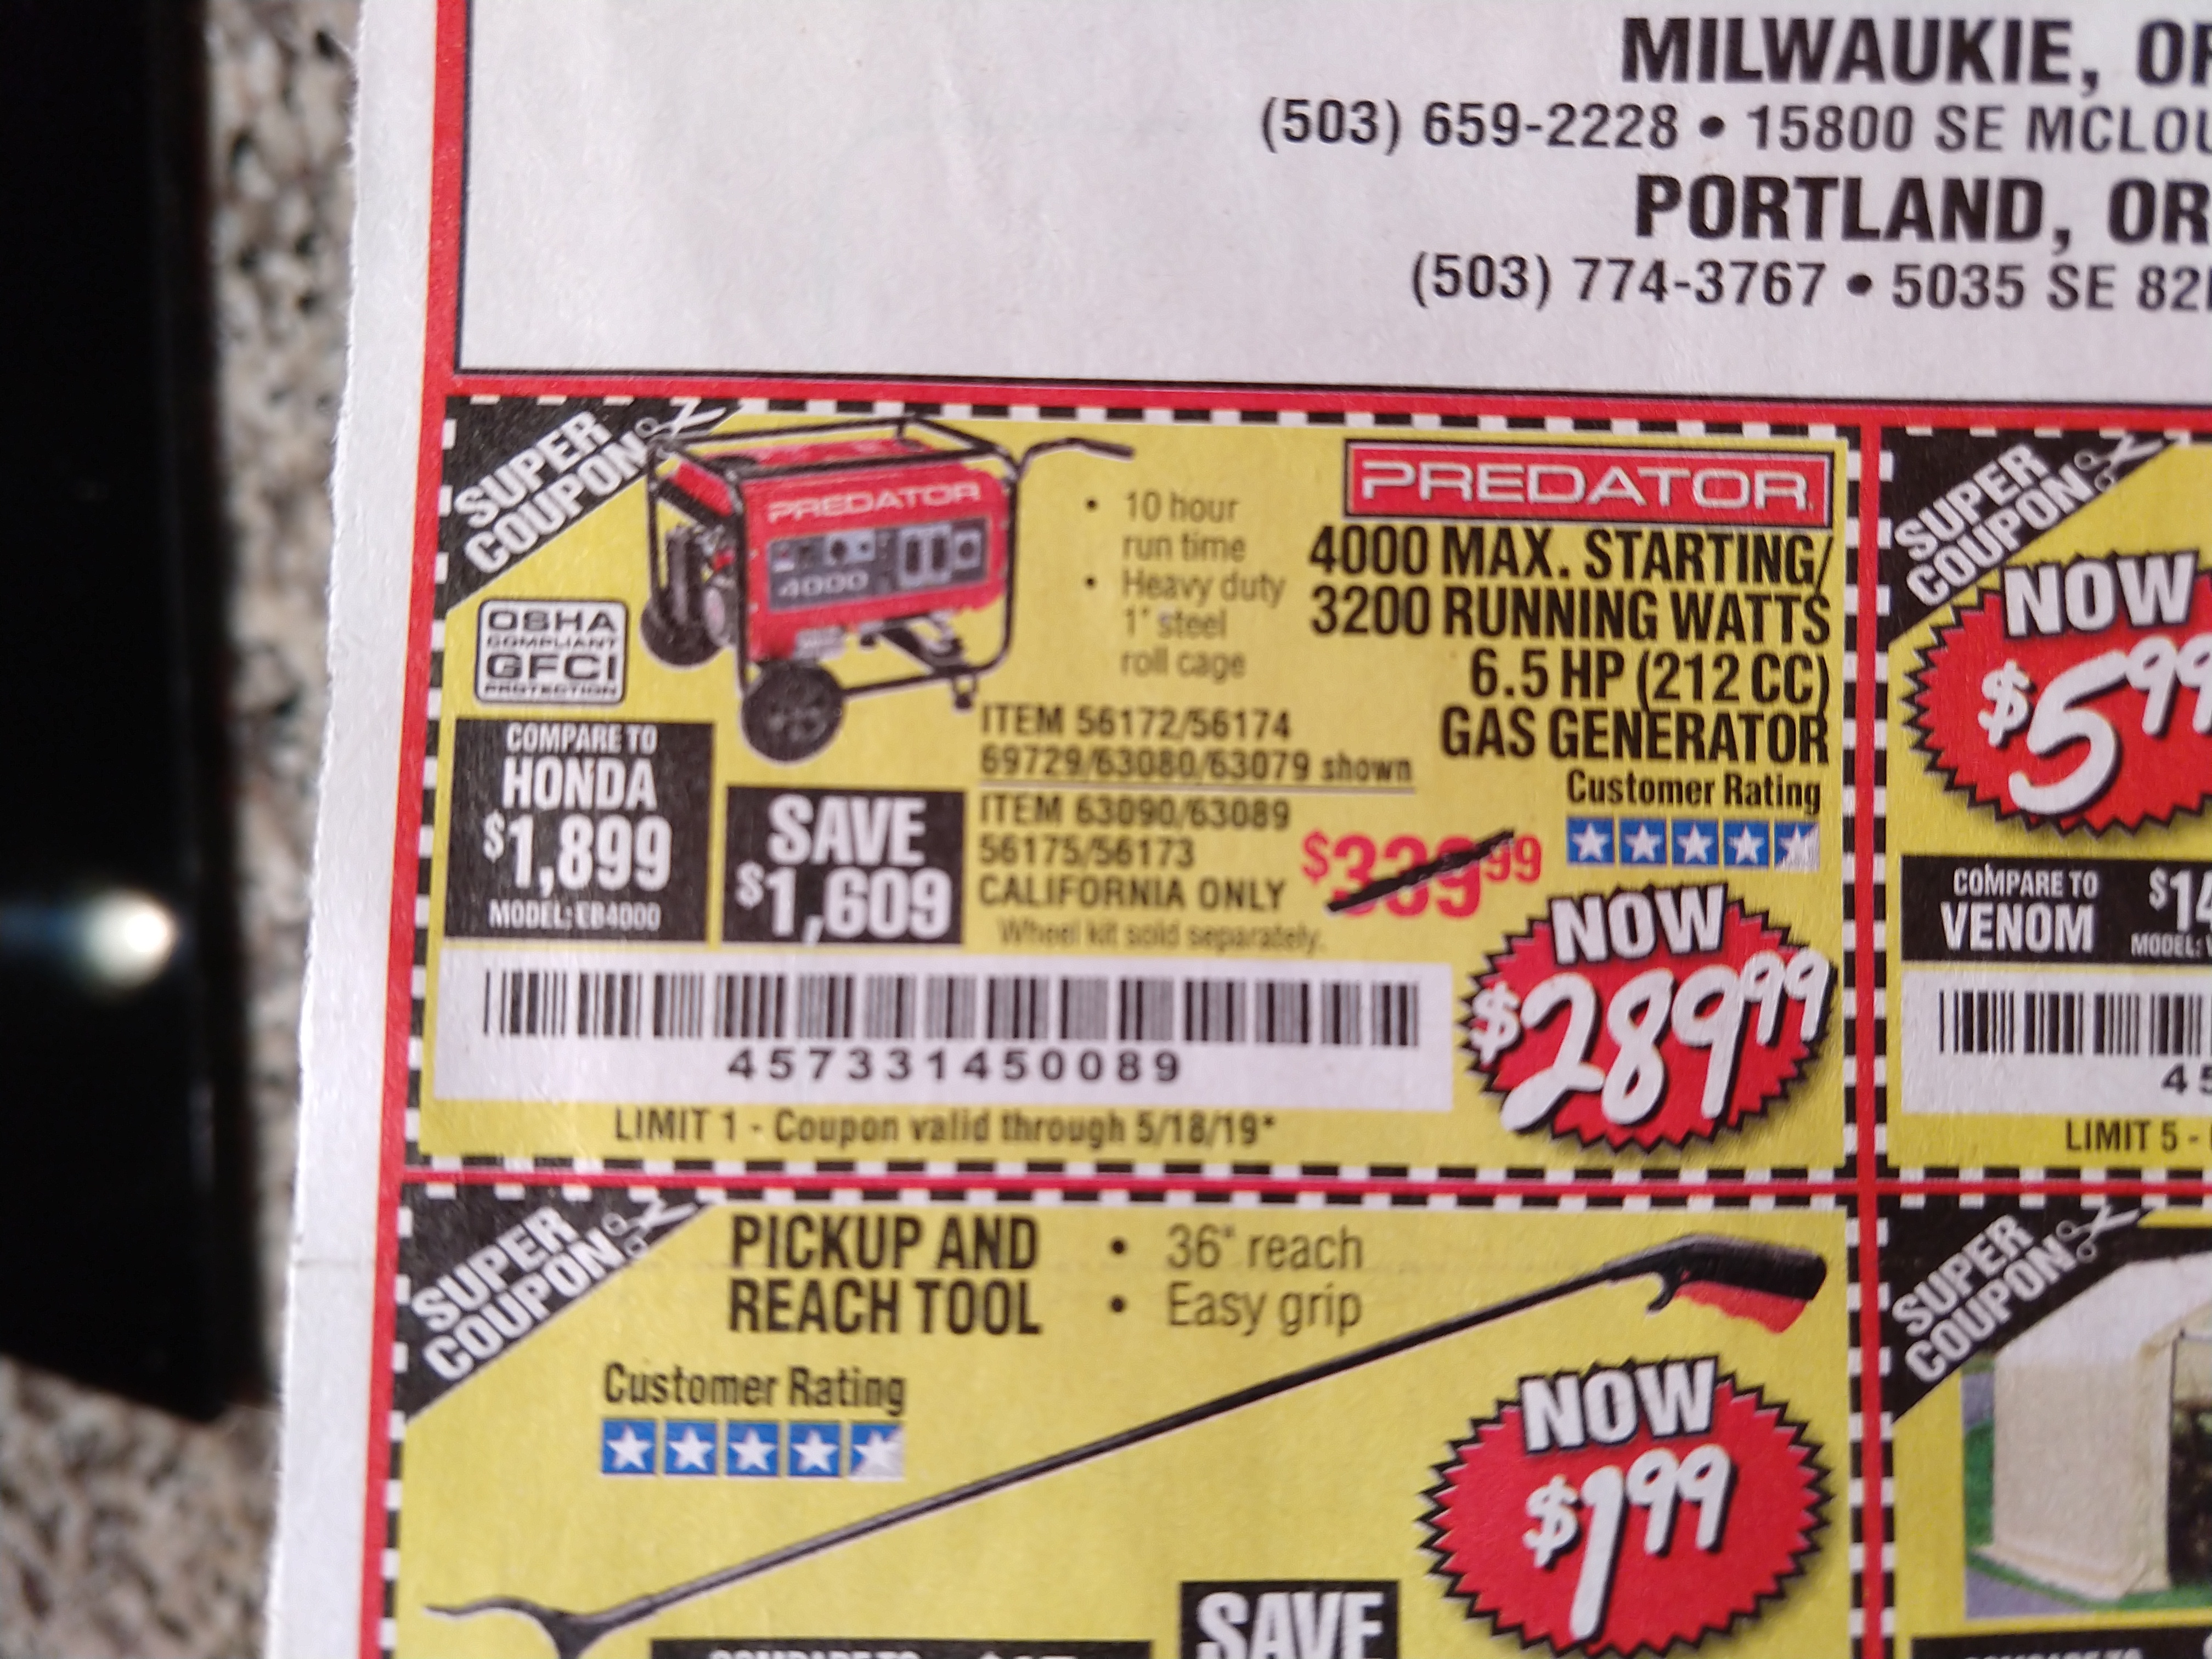 MILWAUKIE, OR
(503) 659-2228 • 15800 SE MCLOU
PORTLAND, OR
(503) 774-3767 • 5035 SE 82
SUPER
COUPON
PREDATOR
4000
OSHA
COMPLIANT
GFCI
PROTECTION
• 10 hour
run time
• Heavy duty
1" steel
roll cage
PREDATOR
4000 MAX. STARTING/
3200 RUNNING WATTS
6.5 HP (212 CC)
GAS GENERATOR
Customer Rating
ITEM 56172/56174
69729/63080/63079 shown
ITEM 63090/63089
56175/56173
CALIFORNIA ONLY
Wheel kit sold separately.
COMPARE TO
HONDA
$1,899
MODEL: EB4000
SAVE
$1,609
$339.99
NOW
$289.99
457331450089
LIMIT 1 - Coupon valid through 5/18/19*
SUPER
COUPON
NOW
$5.99
COMPARE TO
VENOM
$14
MODEL:
45
LIMIT 5 -
SUPER
COUPON
PICKUP AND
REACH TOOL
• 36" reach
• Easy grip
Customer Rating
NOW
$1.99
SAVE
SUPER
COUPON